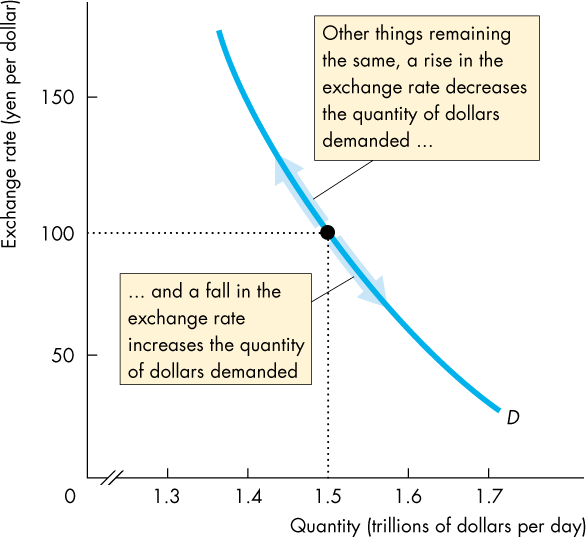 Exchange rate (yen per dollar)
Other things remaining
the same, a rise in the
exchange rate decreases
the quantity of dollars
demanded ...
150
100
... and a fall in the
exchange rate
increases the quantity
of dollars demanded
50
D
0
1.3
1.4
1.5
1.6
1.7
Quantity (trillions of dollars per day)